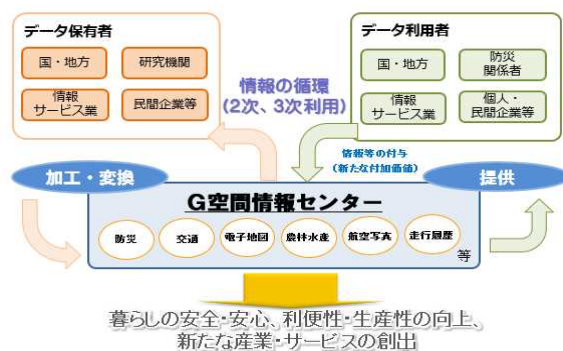 データ保有者
国・地方
研究機関
情報
サービス業
民間企業等
データ利用者
国・地方
防災
関係者
情報
サービス業
個人・
民間企業等
情報の循環
(2次、3次利用)
情報等の付与
(新たな付加価値)
加工・変換
提供
G空間情報センター
防災
交通
電子地図
農林水産
航空写真
走行履歴
等
暮らしの安全・安心、利便性・生産性の向上、
新たな産業・サービスの創出